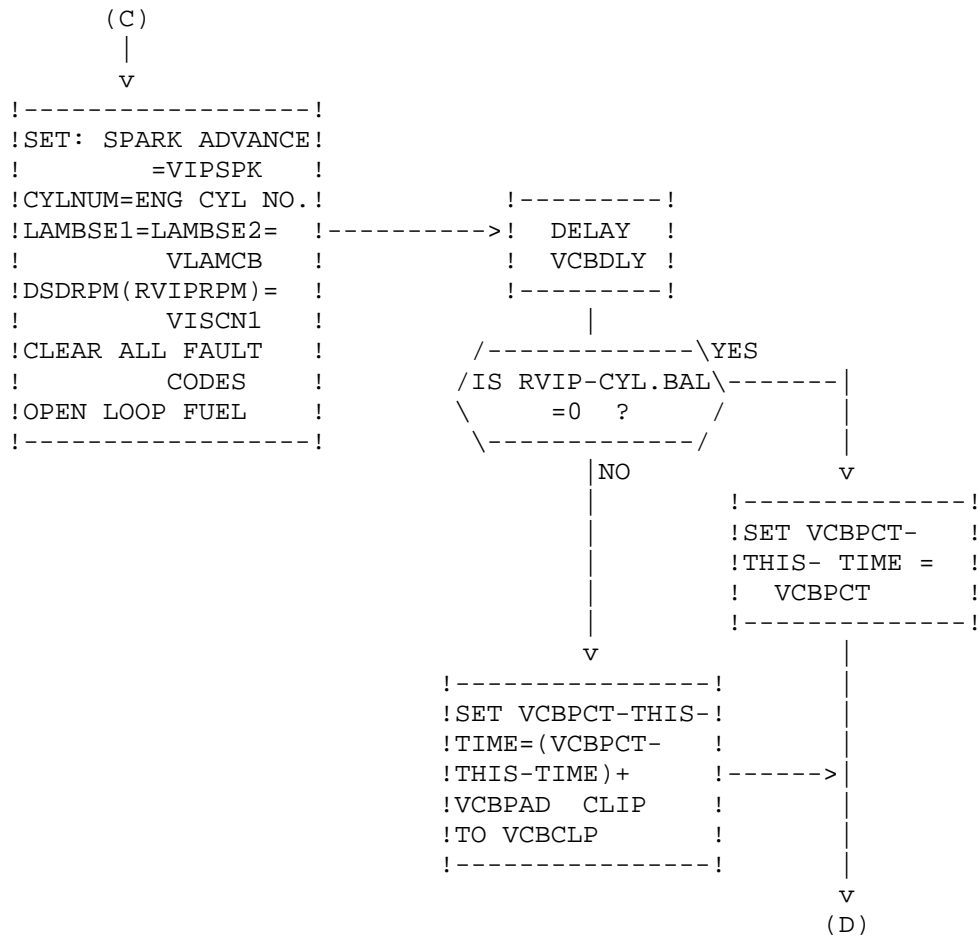 (C)
|
v
!------------------!
!SET: SPARK ADVANCE!
! =VIPSPK !
!CYLNUM=ENG CYL NO.! !---------!
!LAMBSE1=LAMBSE2= !---------->! DELAY !
! VLAMCB ! ! VCBDLY !
!DSDRPM(RVIPRPM)= ! !---------!
! VISCN1 ! |
!CLEAR ALL FAULT ! /-------------\YES
! CODES ! /IS RVIP-CYL.BAL\-------|
!OPEN LOOP FUEL ! \ =0 ? / |
!------------------! \-------------/ |
|NO v
| !--------------!
| !SET VCBPCT- !
| !THIS- TIME = !
| ! VCBPCT !
| !--------------!
v |
!----------------! |
!SET VCBPCT-THIS-! |
!TIME=(VCBPCT- ! |
!THIS-TIME)+ !------>|
!VCBPAD CLIP ! |
!TO VCBCLP ! |
!----------------! |
v
(D)